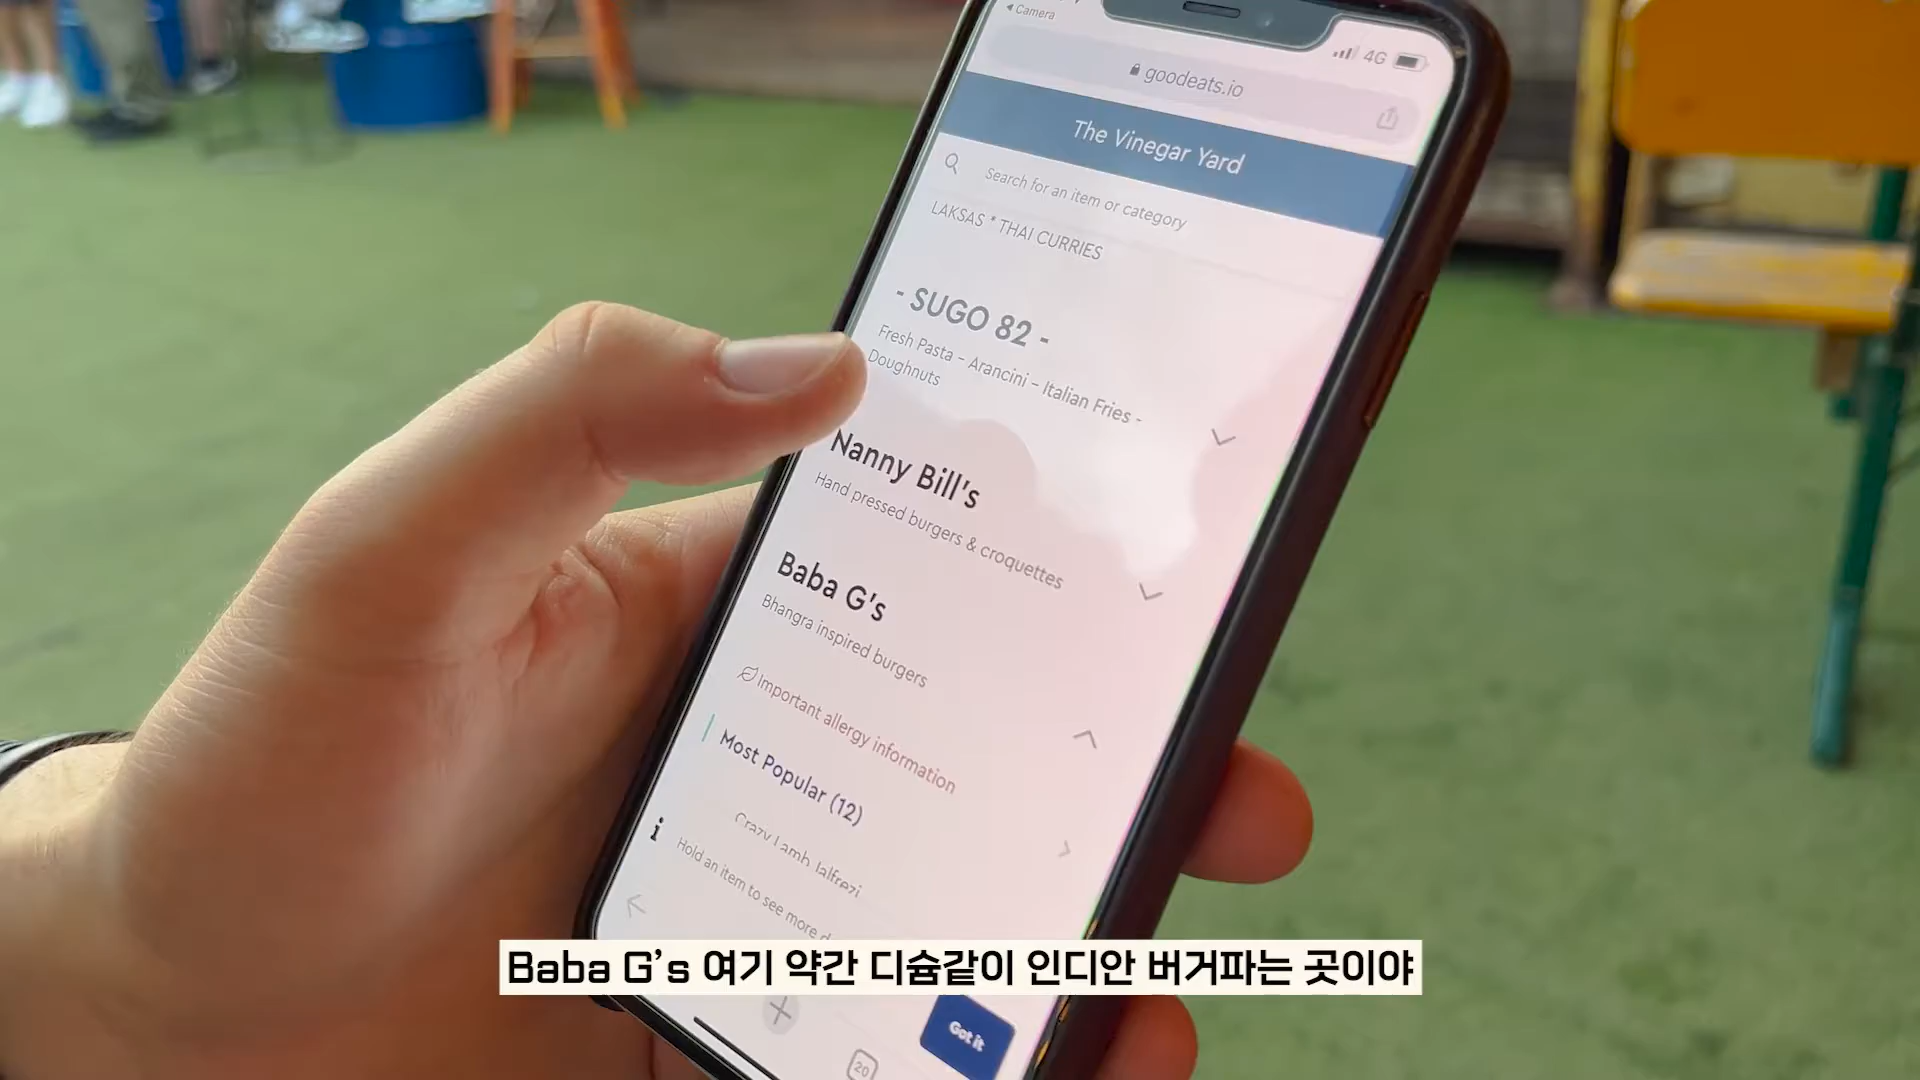 Camera
4G
goodeats.io
The Vinegar Yard
Search for an item or category
LAKSAS * THAI CURRIES
- SUGO 82 -
Fresh Pasta - Arancini - Italian Fries -
Doughnuts
Nanny Bill's
Hand pressed burgers & croquettes
Baba G's
Bhangra inspired burgers
Important allergy information
Most Popular (12)
Crazy Lamb Jalfrezi
Hold an item to see more
Baba G's 여기 약간 디슘같이 인디안 버거파는 곳이야
Got it
20